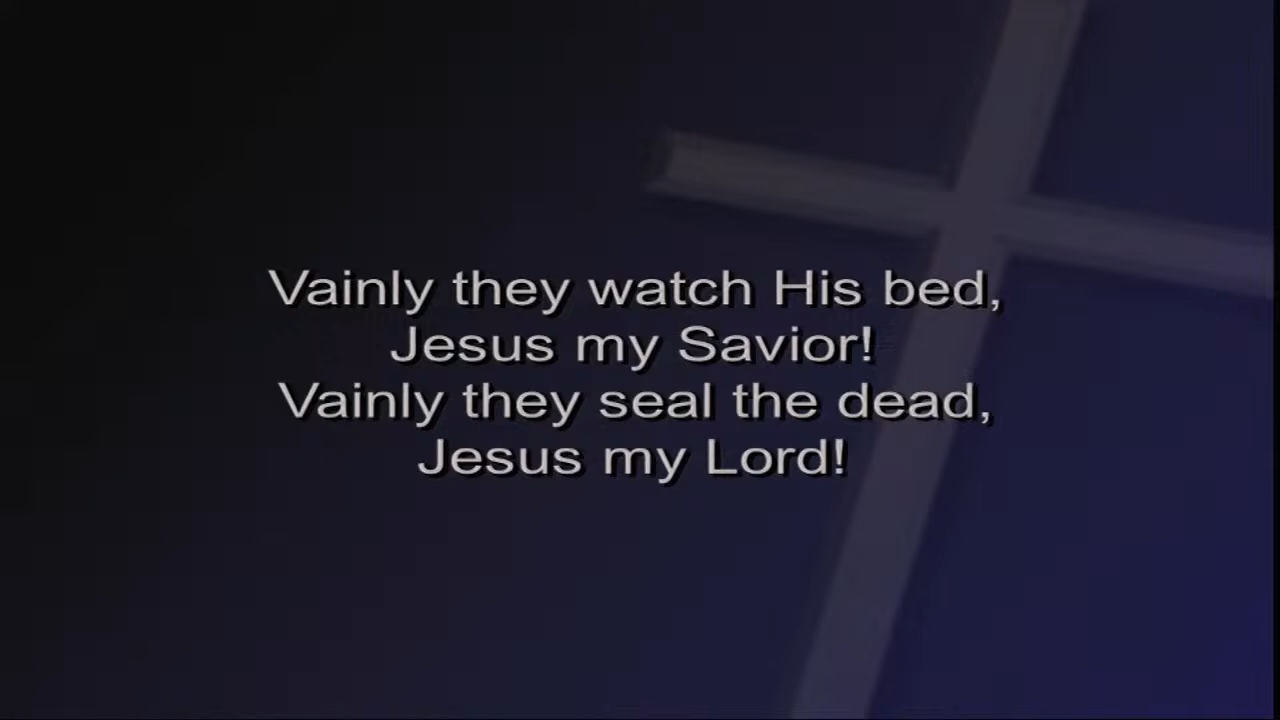 Vainly they watch His bed,
Jesus my Savior!
Vainly they seal the dead,
Jesus my Lord!